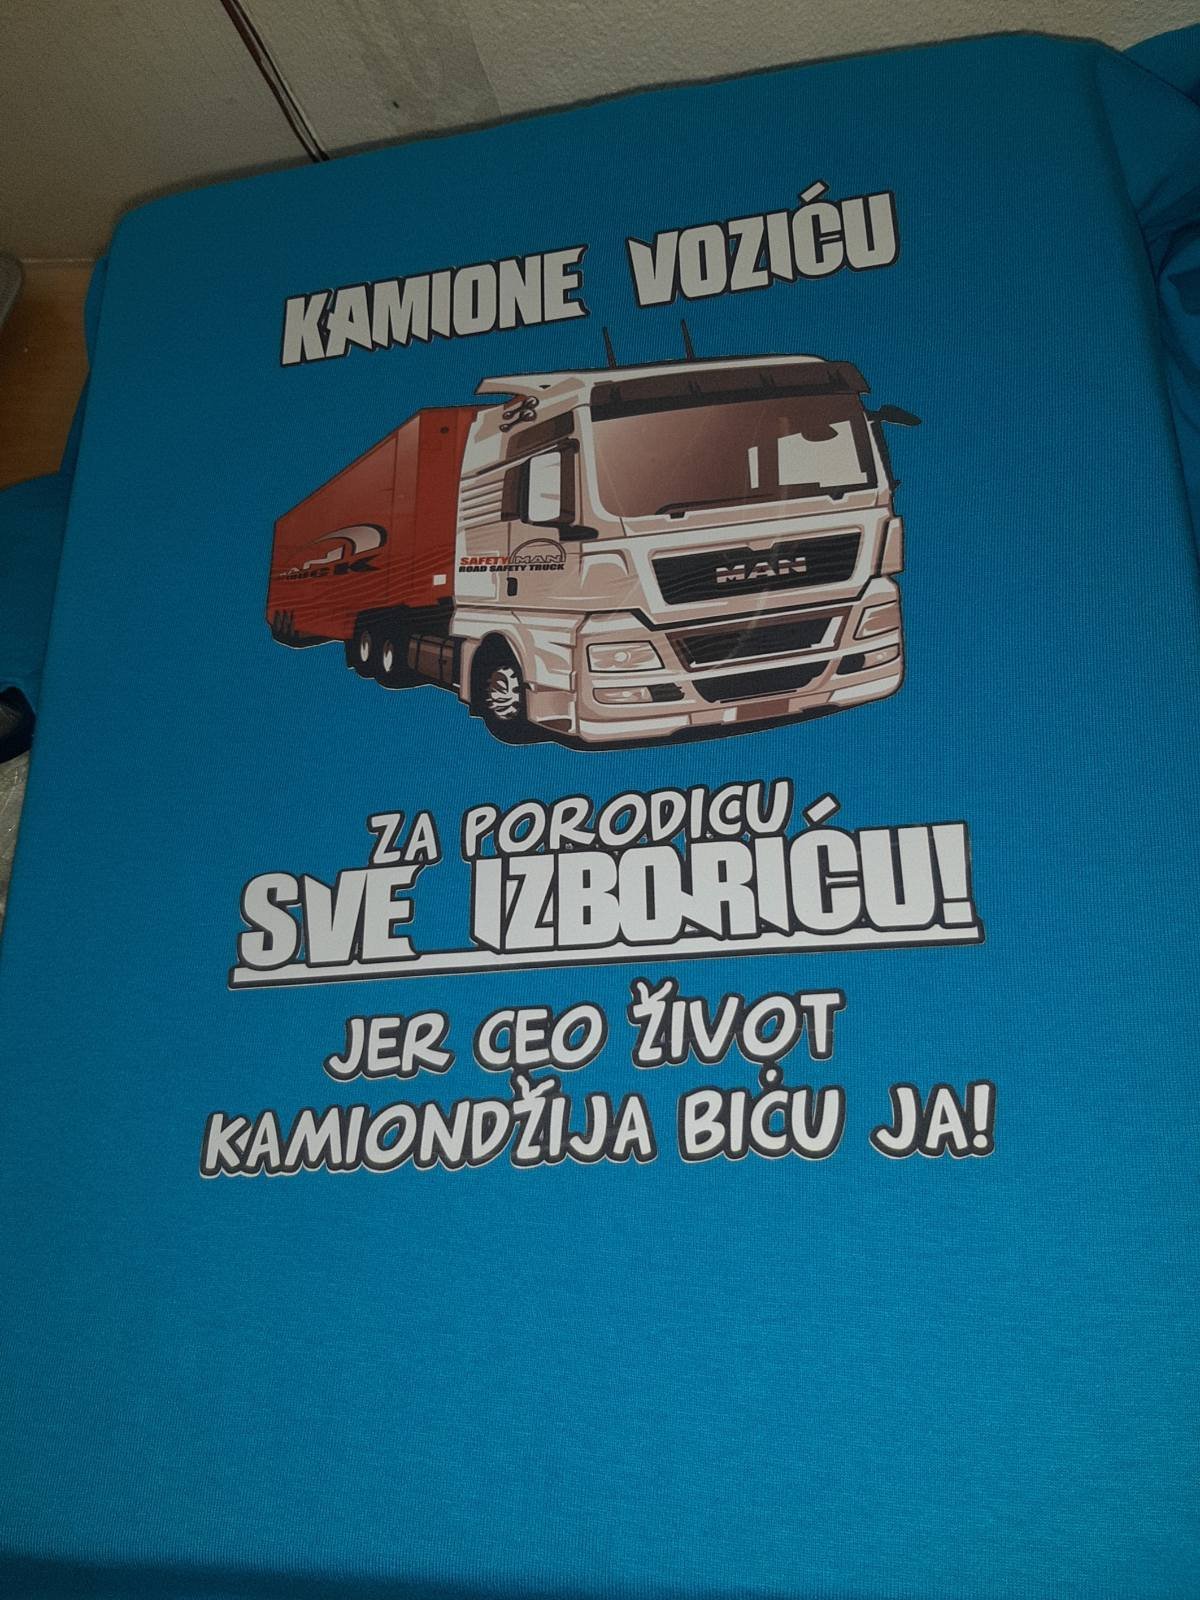 KAMIONE VOZIĆU
SAFETY MAN
ROAD SAFETY TRUCK
MAN
ZA PORODICU
SVE IZBORIĆU!
JER CEO ŽIVOT
KAMIONDŽIJA BIĆU JA!